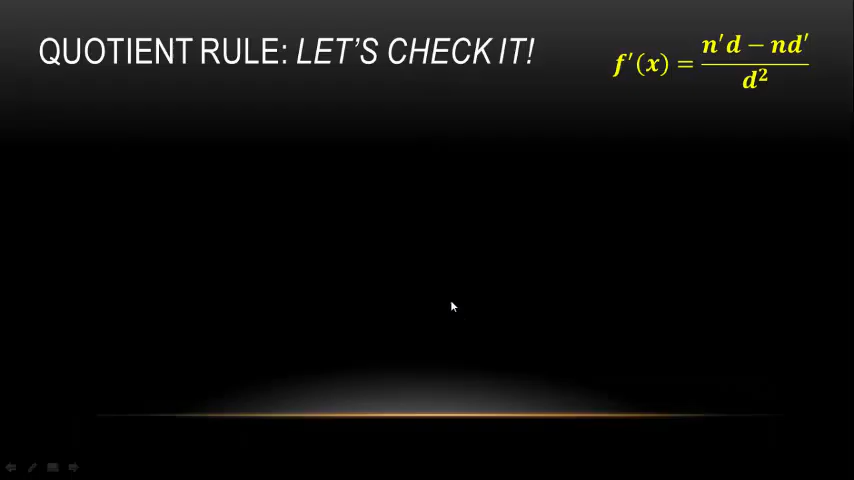 QUOTIENT RULE: LET'S CHECK IT!
f′(x) = (n′d − nd′) / d²